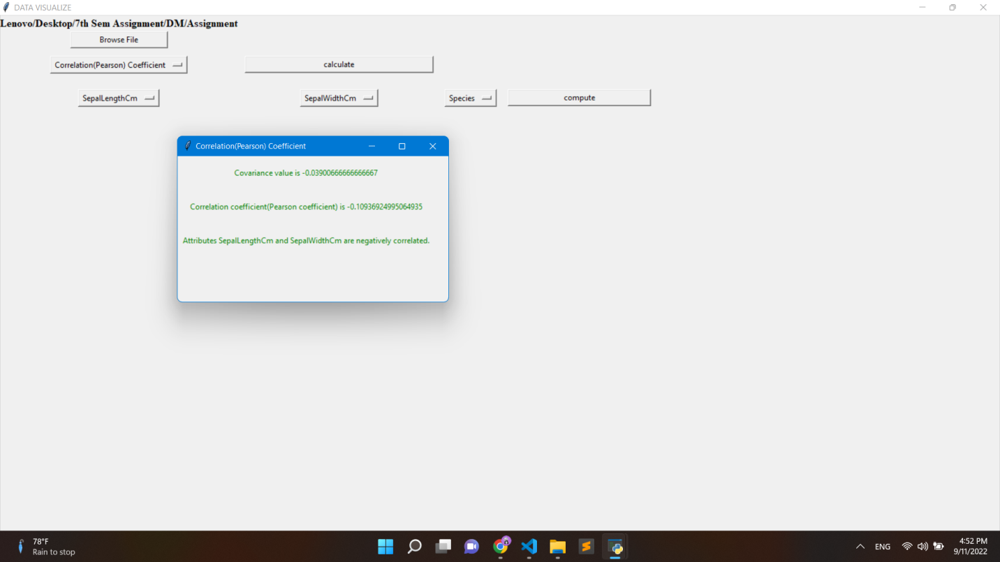 DATA VISUALIZE
Lenovo/Desktop/7th Sem Assignment/DM/Assignment
Browse File
Correlation(Pearson) Coefficient
calculate
SepalLengthCm
SepalWidthCm
Species
compute
Correlation(Pearson) Coefficient
Covariance value is -0.03900666666666667
Correlation coefficient(Pearson coefficient) is -0.10936924995064935
Attributes SepalLengthCm and SepalWidthCm are negatively correlated.
78°F
Rain to stop
ENG
4:52 PM
9/11/2022